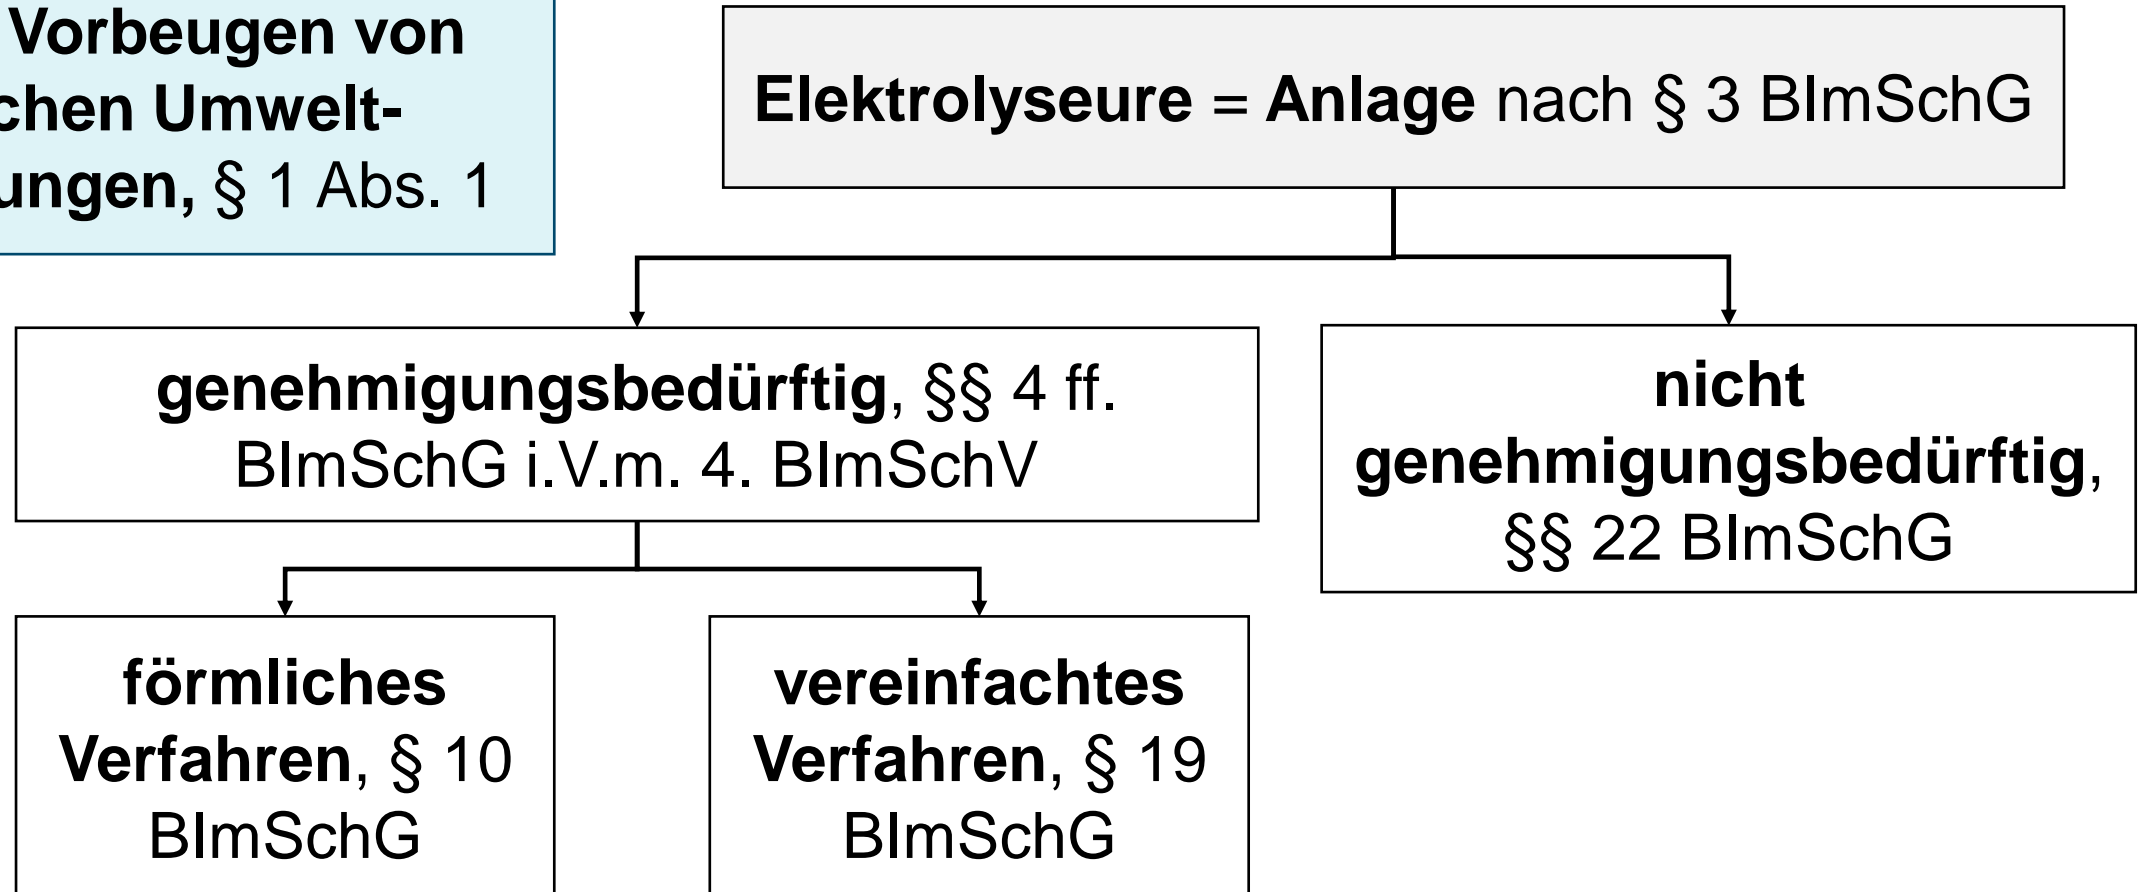 Vorbeugen von
chen Umwelt-
ungen, § 1 Abs. 1
Elektrolyseure = Anlage nach § 3 BImSchG
genehmigungsbedürftig, §§ 4 ff.
BImSchG i.V.m. 4. BImSchV
nicht
genehmigungsbedürftig,
§§ 22 BImSchG
förmliches
Verfahren, § 10
BImSchG
vereinfachtes
Verfahren, § 19
BImSchG